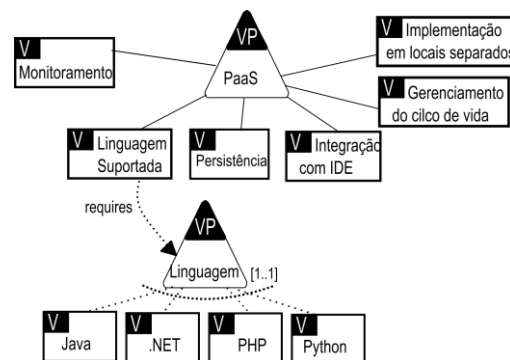 VP
PaaS
V
Monitoramento
V Implementação
em locais separados
V Gerenciamento
do cilco de vida
V Linguagem
Suportada
V
Persistência
V Integração
com IDE
requires
VP
Linguagem [1..1]
V
Java
V
.NET
V
PHP
V
Python